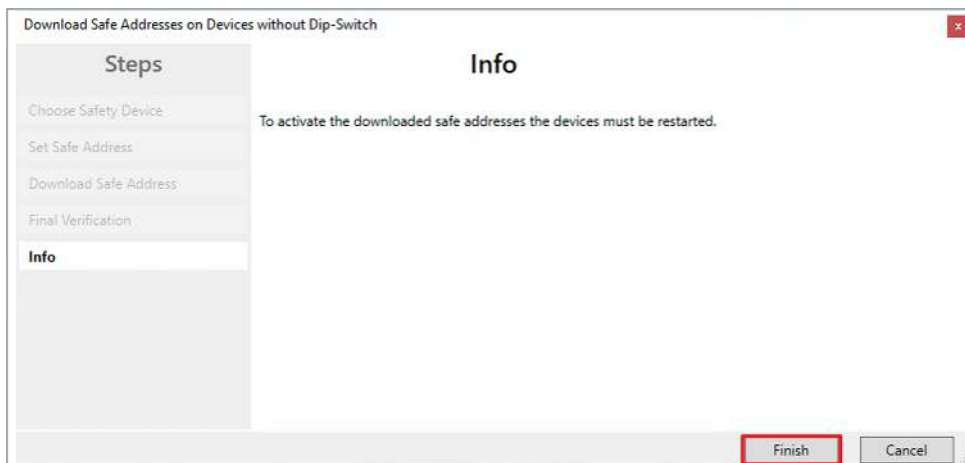 Download Safe Addresses on Devices without Dip-Switch
x
Steps
Choose Safety Device
Set Safe Address
Download Safe Address
Final Verification
Info
Info
To activate the downloaded safe addresses the devices must be restarted.
Finish
Cancel